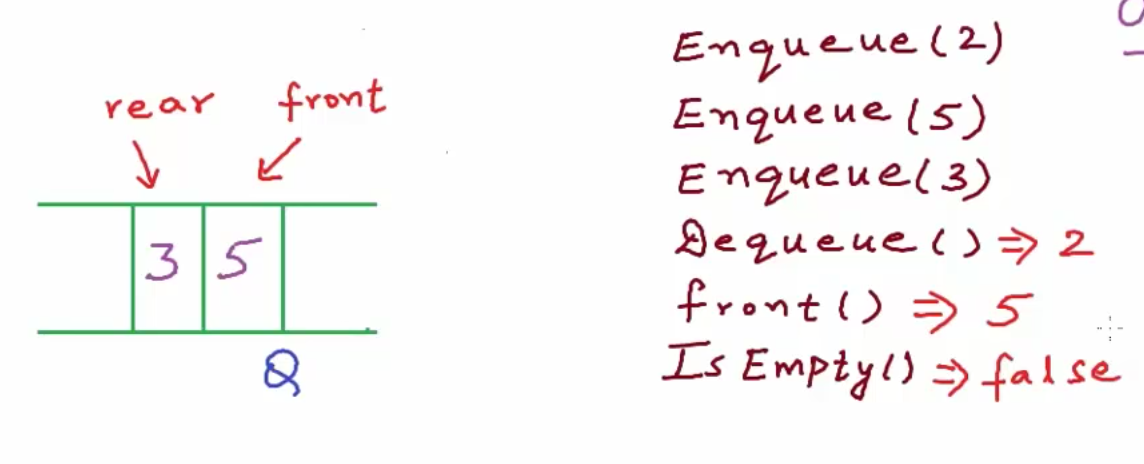 rear front
3 5
Q
Enqueue(2)
Enqueue(5)
Enqueue(3)
Dequeue() ⇒ 2
front() ⇒ 5
IsEmpty() ⇒ false